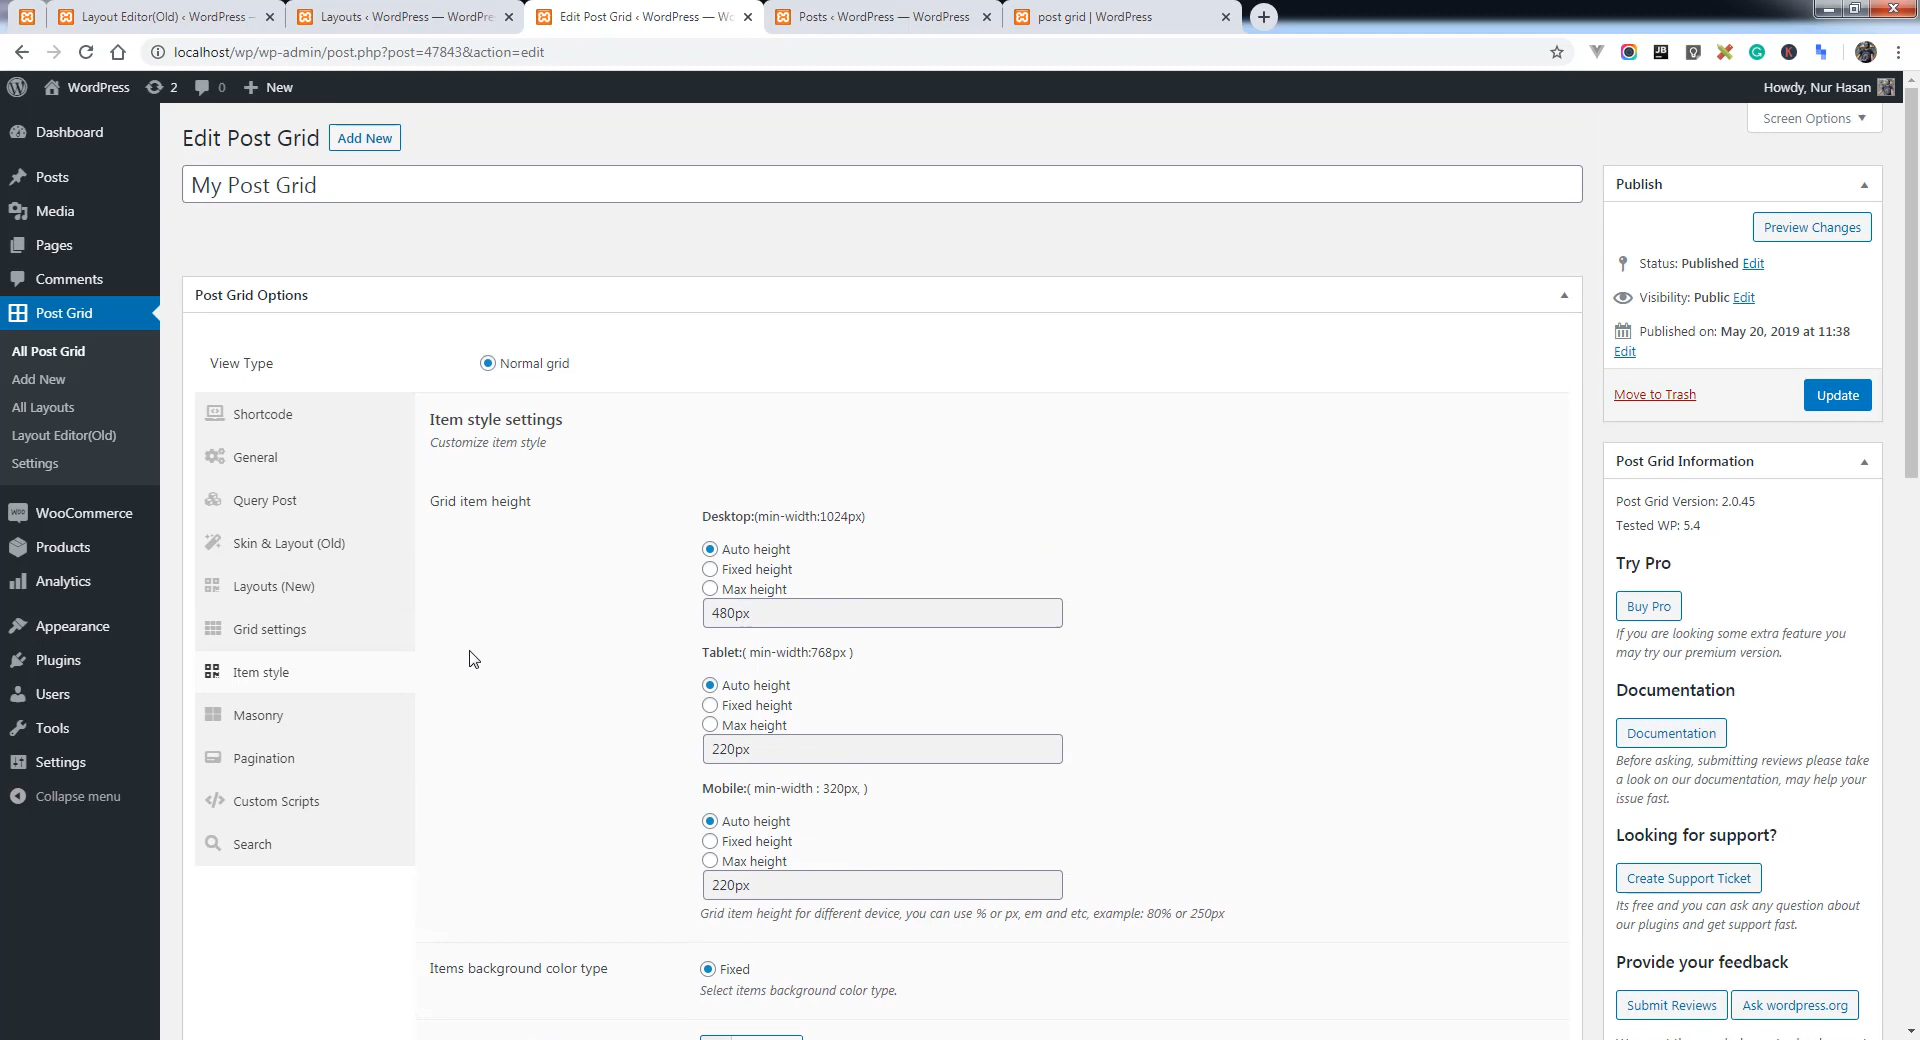 Layout Editor(Old) ‹ WordPress
Layouts ‹ WordPress — WordPre
Edit Post Grid ‹ WordPress — Wo
Posts ‹ WordPress — WordPress
post grid | WordPress
localhost/wp/wp-admin/post.php?post=47843&action=edit
WordPress
2
0
New
Howdy, Nur Hasan
Screen Options
Dashboard
Posts
Media
Pages
Comments
Post Grid
All Post Grid
Add New
All Layouts
Layout Editor(Old)
Settings
WooCommerce
Products
Analytics
Appearance
Plugins
Users
Tools
Settings
Collapse menu
Edit Post Grid
Add New
My Post Grid
Post Grid Options
View Type
Normal grid
Shortcode
General
Query Post
Skin & Layout (Old)
Layouts (New)
Grid settings
Item style
Masonry
Pagination
Custom Scripts
Search
Item style settings
Customize item style
Grid item height
Desktop:(min-width:1024px)
Auto height
Fixed height
Max height
480px
Tablet:( min-width:768px )
Auto height
Fixed height
Max height
220px
Mobile:( min-width : 320px, )
Auto height
Fixed height
Max height
220px
Grid item height for different device, you can use % or px, em and etc, example: 80% or 250px
Items background color type
Fixed
Select items background color type.
Publish
Preview Changes
Status: Published Edit
Visibility: Public Edit
Published on: May 20, 2019 at 11:38
Edit
Move to Trash
Update
Post Grid Information
Post Grid Version: 2.0.45
Tested WP: 5.4
Try Pro
Buy Pro
If you are looking some extra feature you
may try our premium version.
Documentation
Documentation
Before asking, submitting reviews please take
a look on our documentation, may help your
issue fast.
Looking for support?
Create Support Ticket
Its free and you can ask any question about
our plugins and get support fast.
Provide your feedback
Submit Reviews
Ask wordpress.org